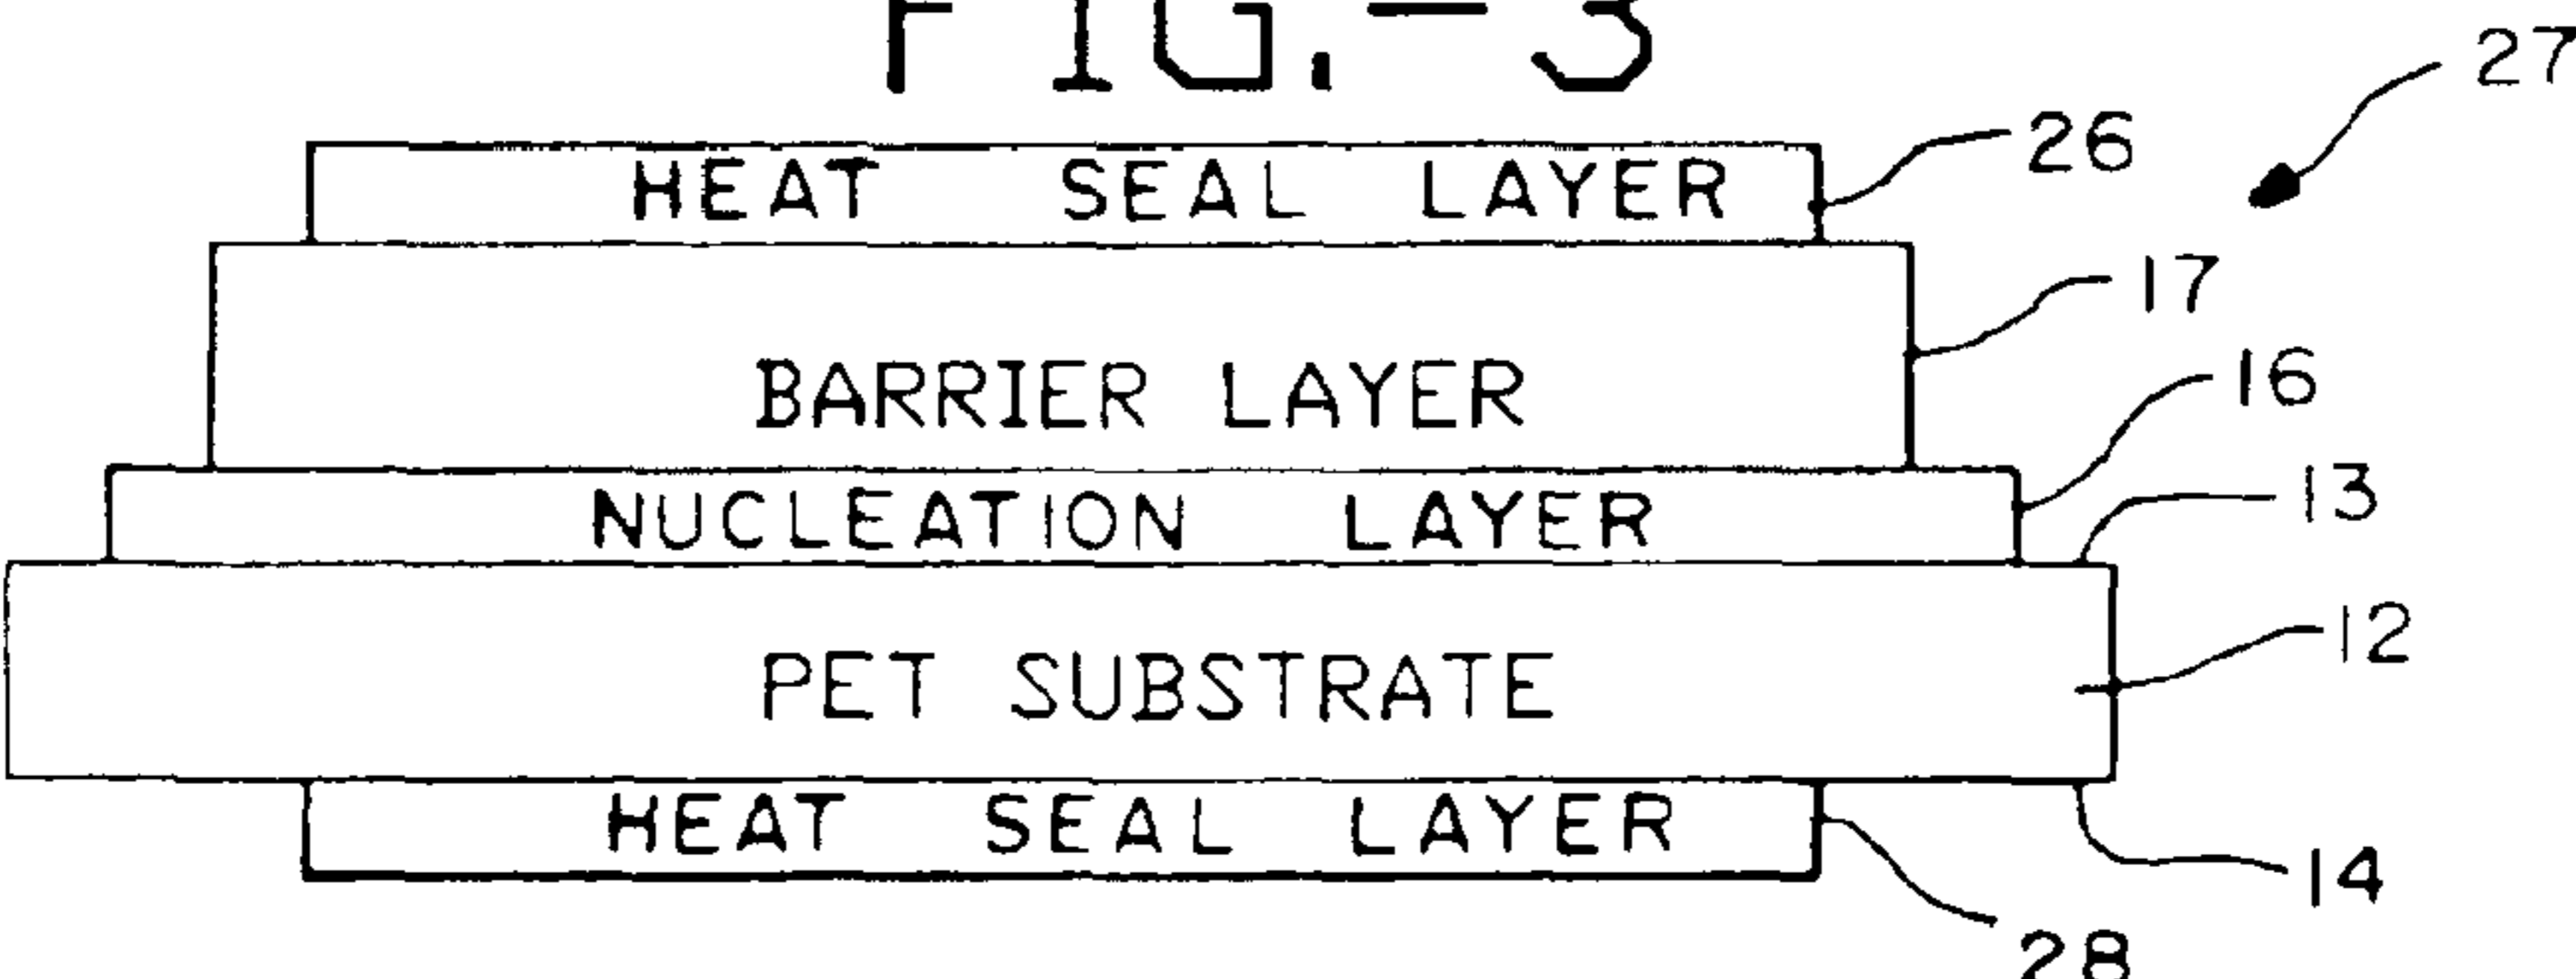 FIG.-3
27
26
HEAT SEAL LAYER
17
BARRIER LAYER
16
NUCLEATION LAYER
13
12
PET SUBSTRATE
HEAT SEAL LAYER
14
28